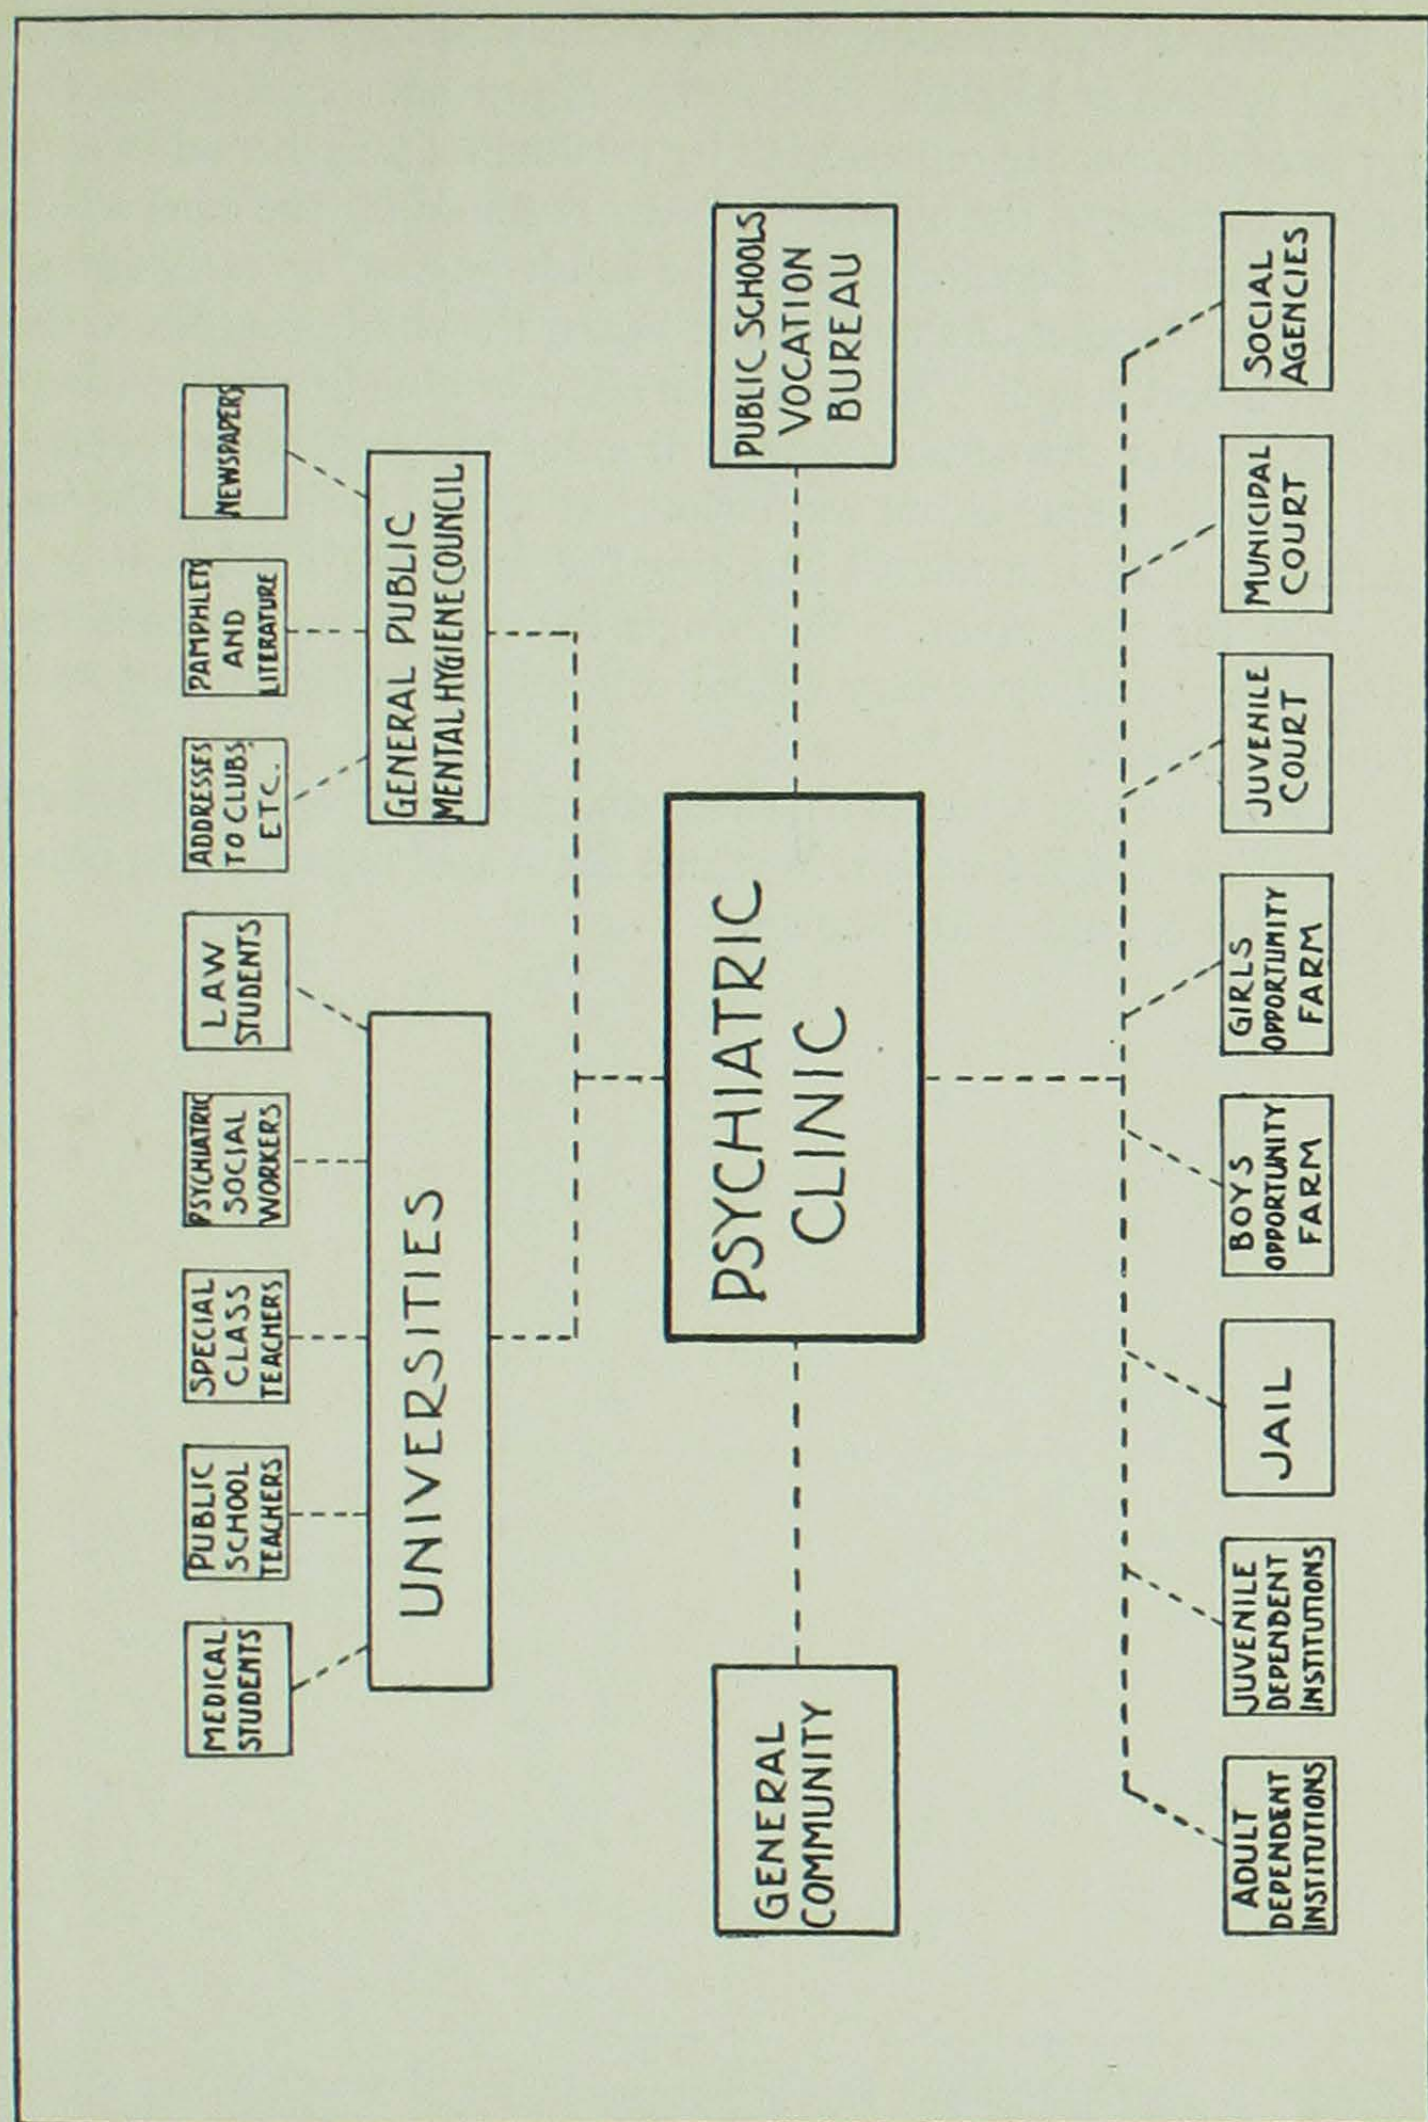 MEDICAL
STUDENTS
PUBLIC
SCHOOL
TEACHERS
SPECIAL
CLASS
TEACHERS
PSYCHIATRIC
SOCIAL
WORKERS
LAW
STUDENTS
ADDRESSES
TO CLUBS
ETC.
PAMPHLETS
AND
LITERATURE
NEWSPAPERS
UNIVERSITIES
GENERAL PUBLIC
MENTAL HYGIENE COUNCIL
GENERAL
COMMUNITY
PSYCHIATRIC
CLINIC
PUBLIC SCHOOLS
VOCATION
BUREAU
ADULT
DEPENDENT
INSTITUTIONS
JUVENILE
DEPENDENT
INSTITUTIONS
JAIL
BOYS
OPPORTUNITY
FARM
GIRLS
OPPORTUNITY
FARM
JUVENILE
COURT
MUNICIPAL
COURT
SOCIAL
AGENCIES